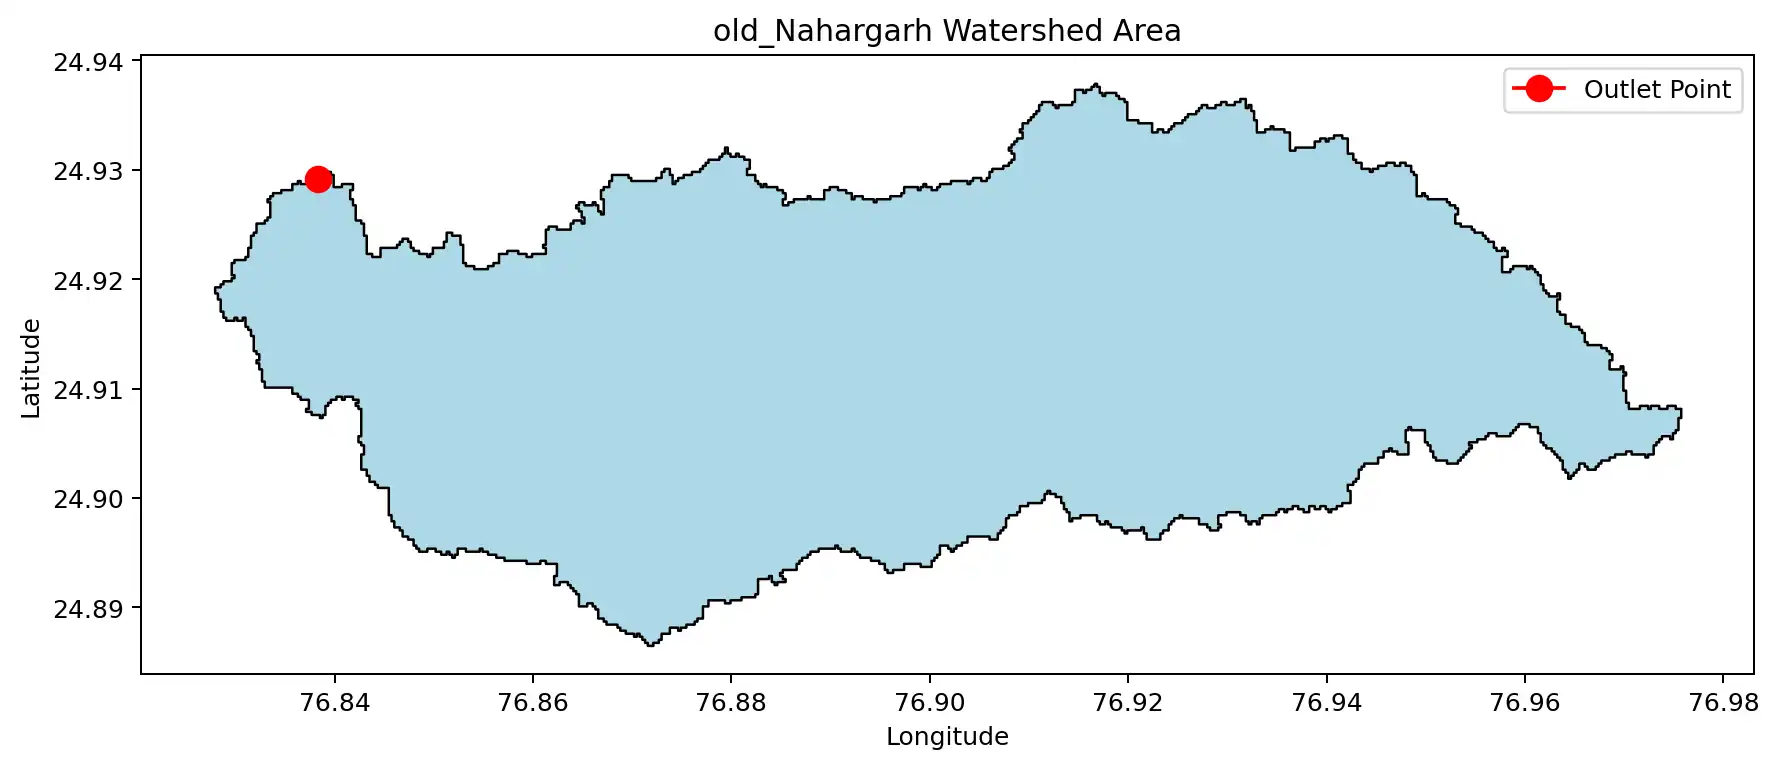 old_Nahargarh Watershed Area
Outlet Point
24.94
24.93
24.92
24.91
24.90
24.89
Latitude
76.84 76.86 76.88 76.90 76.92 76.94 76.96 76.98
Longitude